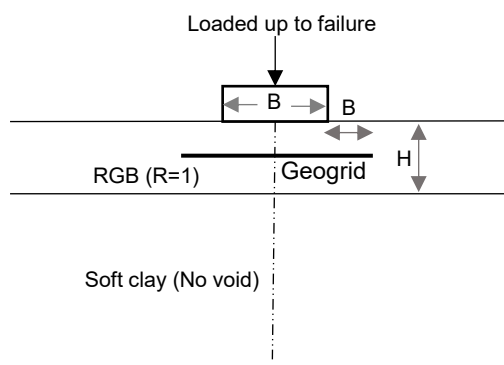 Loaded up to failure
B
B
H
Geogrid
RGB (R=1)
Soft clay (No void)